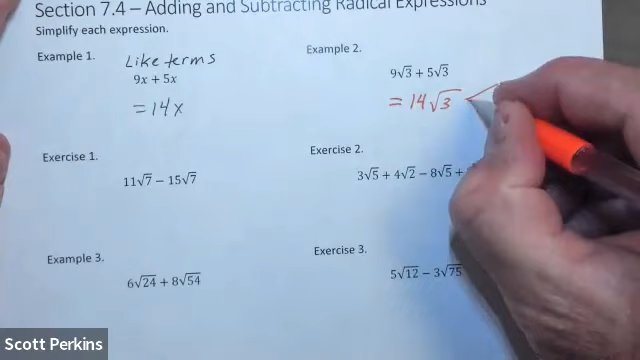 Section 7.4 – Adding and Subtracting Radical Expressions
Simplify each expression.
Example 1.
Like terms
9x + 5x
= 14x
Example 2.
9√3 + 5√3
= 14√3
Exercise 1.
11√7 − 15√7
Exercise 2.
3√5 + 4√2 − 8√5 +
Example 3.
6√24 + 8√54
Exercise 3.
5√12 − 3√75
Scott Perkins